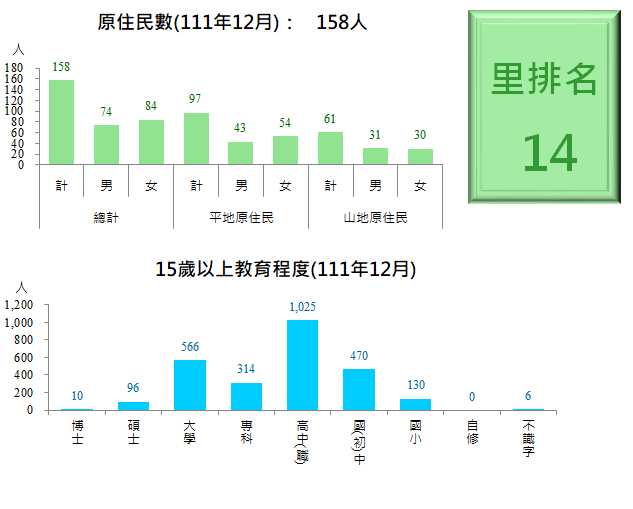 原住民數(111年12月)： 158人
里排名
14
人
180
160
140
120
100
80
60
40
20
0
158
74
84
97
43
54
61
31
30
計 男 女 計 男 女 計 男 女
總計 平地原住民 山地原住民
15歲以上教育程度(111年12月)
人
1,200
1,000
800
600
400
200
0
10
96
566
314
1,025
470
130
0
6
博士
碩士
大學
專科
高中(職)
國(初)中
國小
自修
不識字